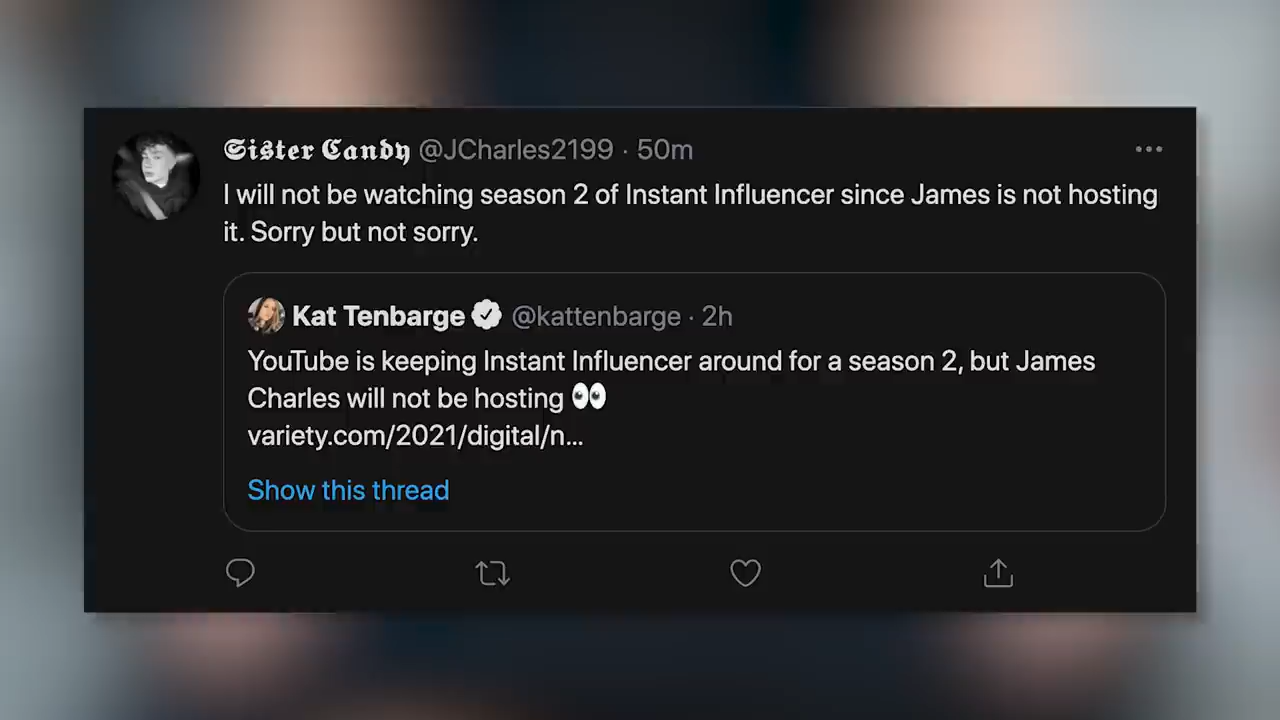 𝕾𝖎𝖘𝖙𝖊𝖗 𝕮𝖆𝖓𝖉𝖞 @JCharles2199 · 50m
I will not be watching season 2 of Instant Influencer since James is not hosting
it. Sorry but not sorry.
Kat Tenbarge @kattenbarge · 2h
YouTube is keeping Instant Influencer around for a season 2, but James
Charles will not be hosting 👀
variety.com/2021/digital/n...
Show this thread